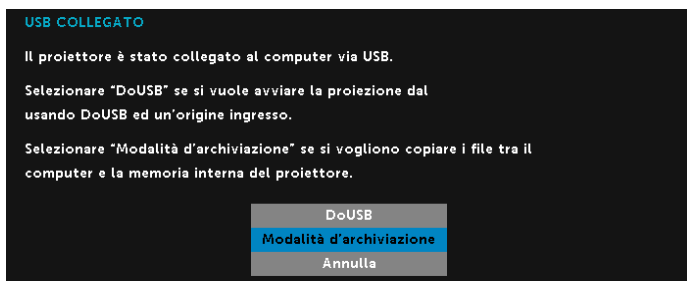 USB COLLEGATO
Il proiettore è stato collegato al computer via USB.
Selezionare "DoUSB" se si vuole avviare la proiezione dal
usando DoUSB ed un'origine ingresso.
Selezionare "Modalità d'archiviazione" se si vogliono copiare i file tra il
computer e la memoria interna del proiettore.
DoUSB
Modalità d'archiviazione
Annulla